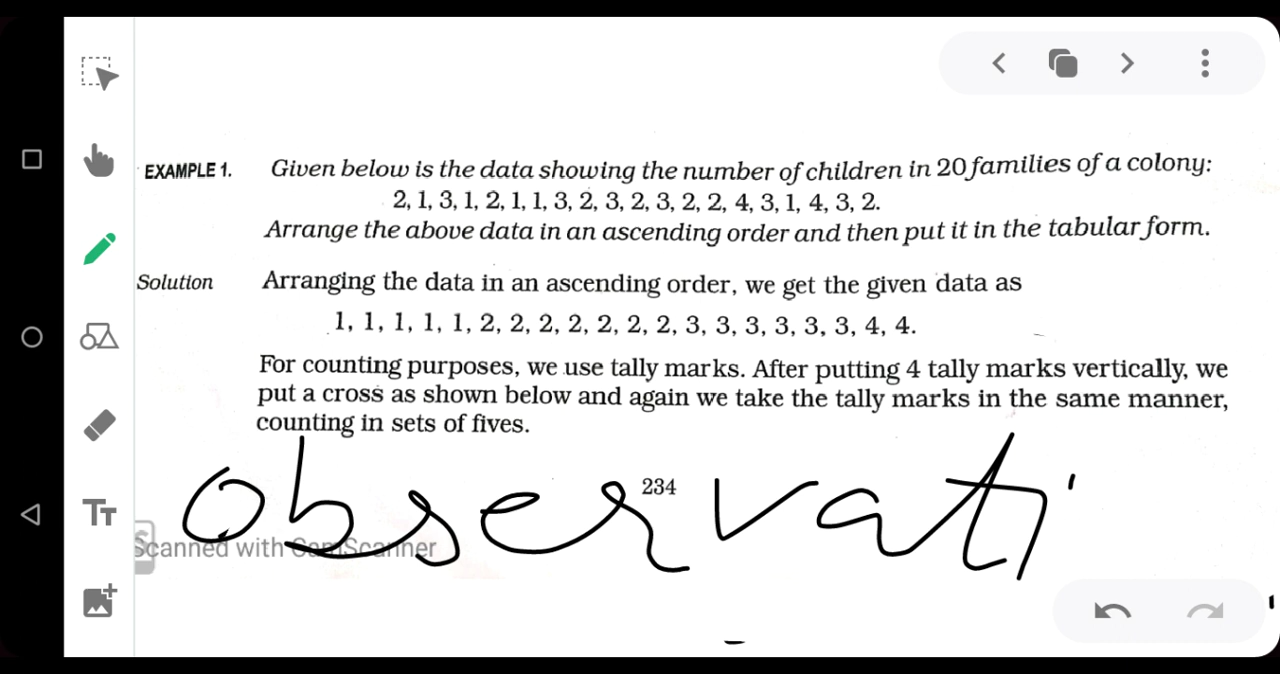 EXAMPLE 1. Given below is the data showing the number of children in 20 families of a colony:
2, 1, 3, 1, 2, 1, 1, 3, 2, 3, 2, 3, 2, 2, 4, 3, 1, 4, 3, 2.
Arrange the above data in an ascending order and then put it in the tabular form.
Solution Arranging the data in an ascending order, we get the given data as
1, 1, 1, 1, 1, 2, 2, 2, 2, 2, 2, 2, 3, 3, 3, 3, 3, 3, 4, 4.
For counting purposes, we use tally marks. After putting 4 tally marks vertically, we
put a cross as shown below and again we take the tally marks in the same manner,
counting in sets of fives.
234
observati
Scanned with CamScanner
TT